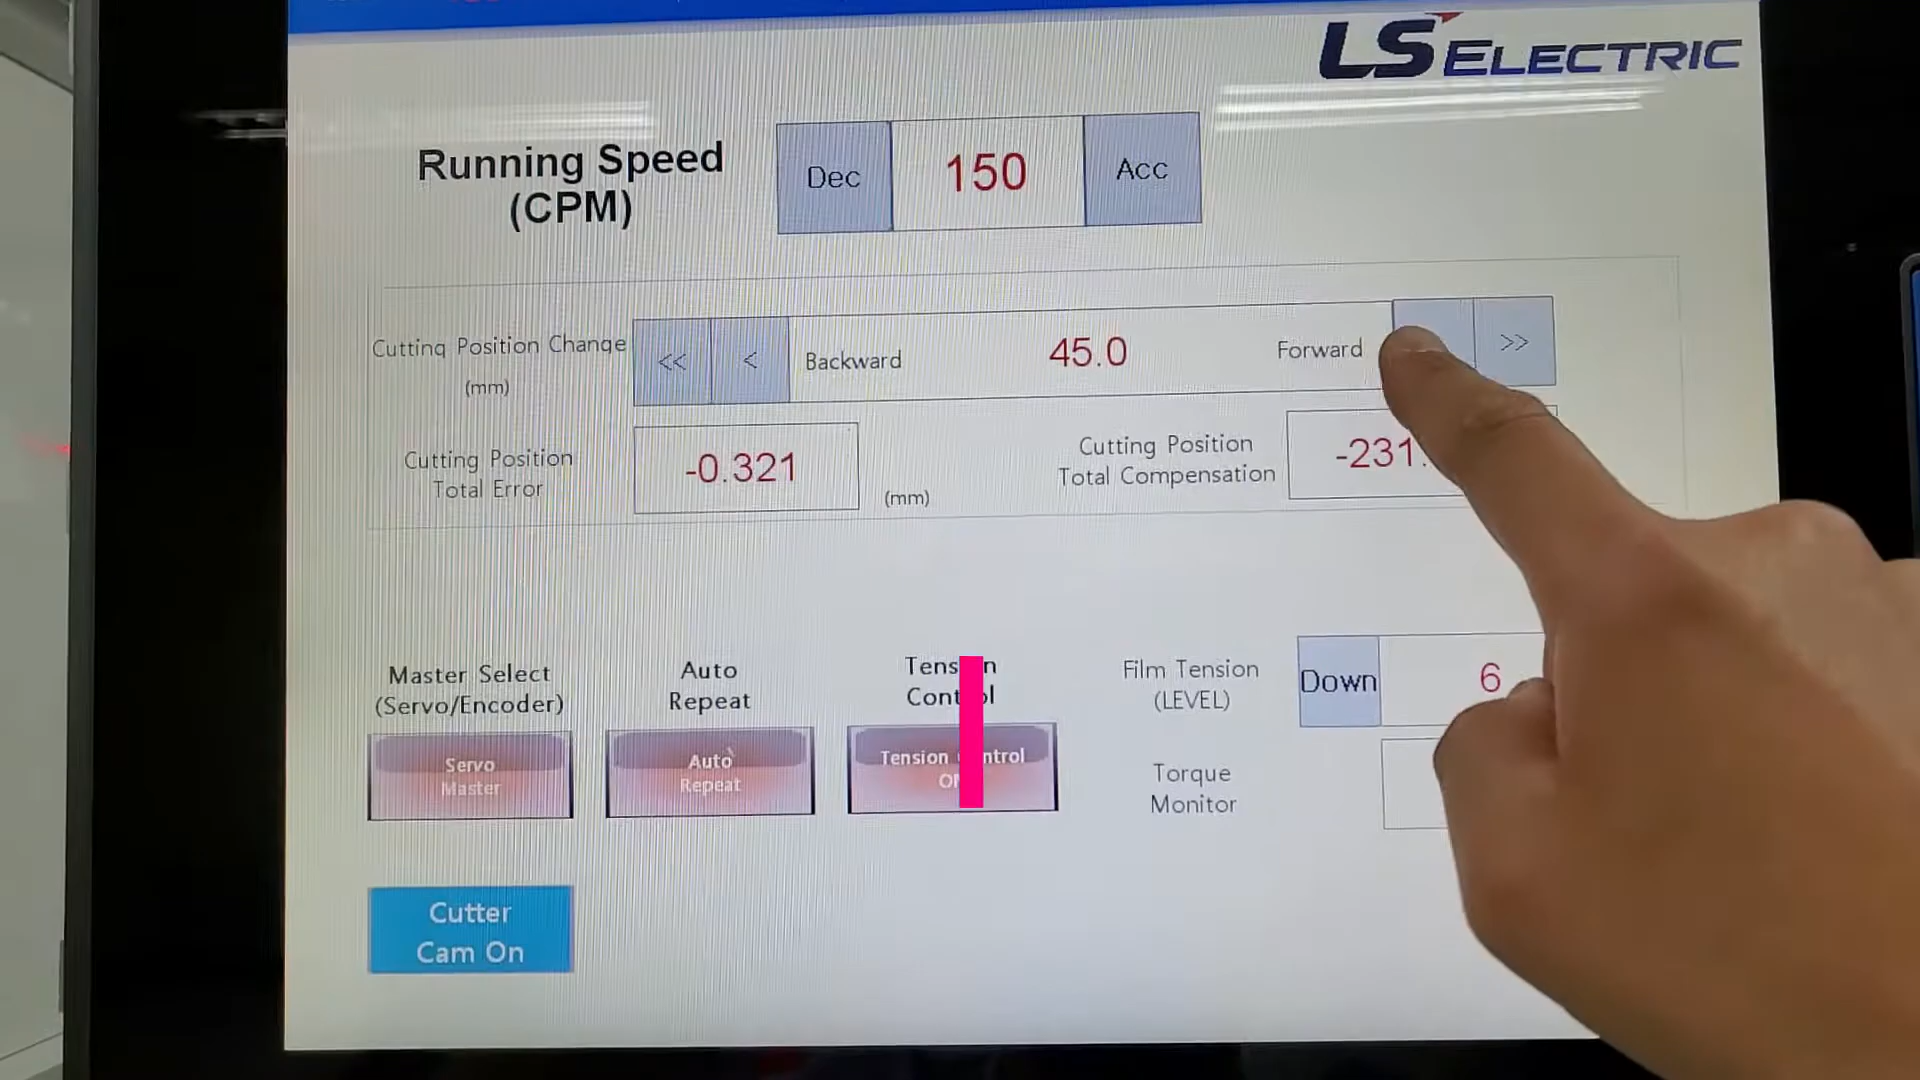 LS ELECTRIC
Running Speed
(CPM)
Dec
150
Acc
Cutting Position Change
(mm)
<<
<
Backward
45.0
Forward
>>
Cutting Position
Total Error
-0.321
(mm)
Cutting Position
Total Compensation
-231.
Master Select
(Servo/Encoder)
Auto
Repeat
Film Tension
(LEVEL)
Down
6
Servo
Master
Auto
Repeat
Tension
Torque
Monitor
Cutter
Cam On